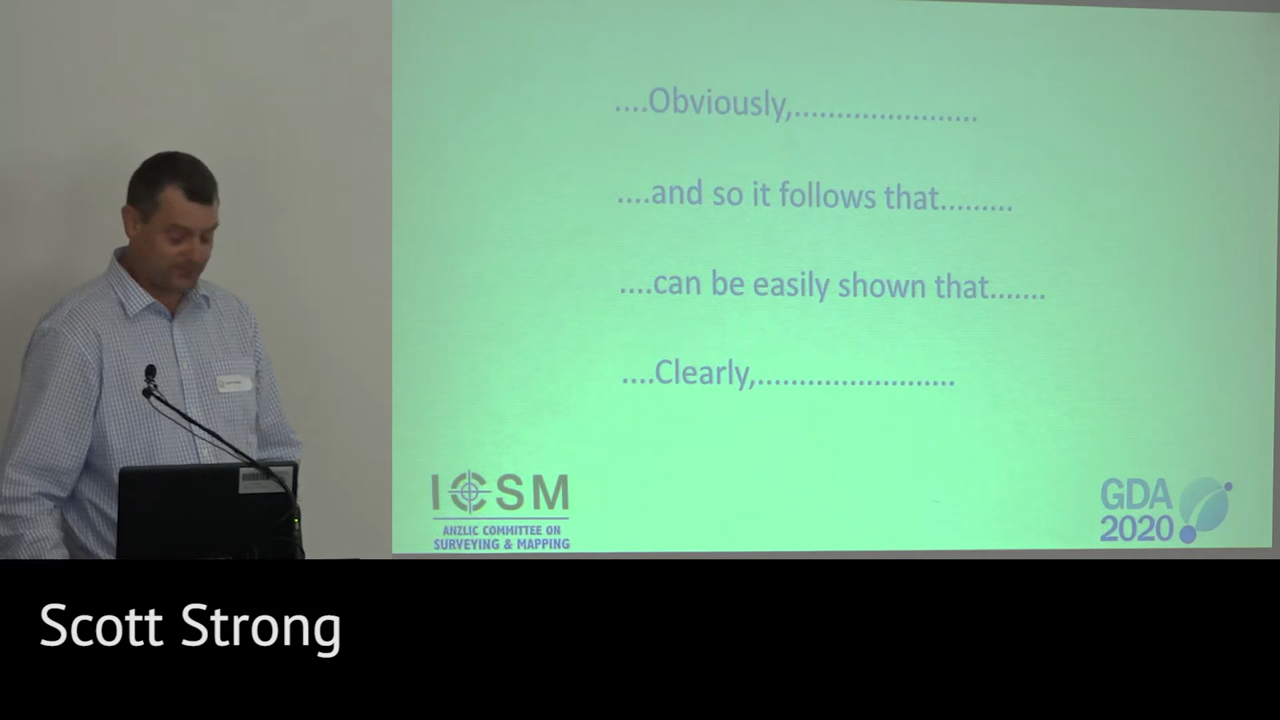 ....Obviously,......................
....and so it follows that.........
....can be easily shown that.......
....Clearly,........................
ICSM
ANZLIC COMMITTEE ON
SURVEYING & MAPPING
GDA
2020
Scott Strong